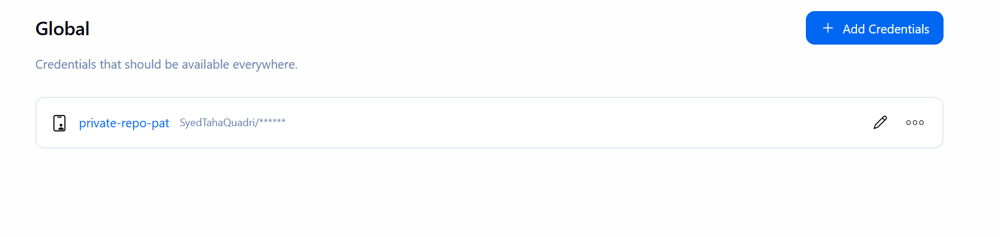 Global
+ Add Credentials
Credentials that should be available everywhere.
private-repo-pat SyedTahaQuadri/******